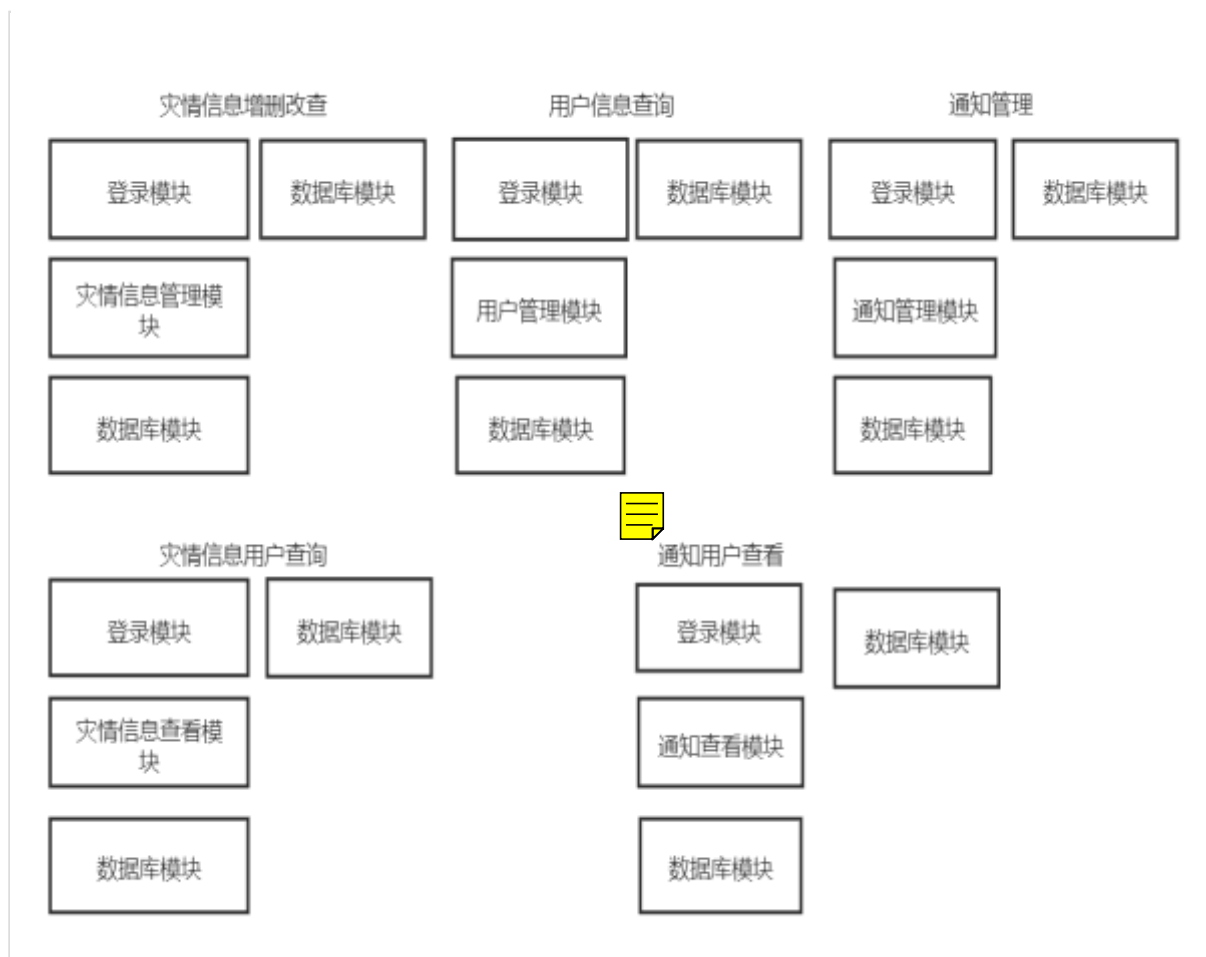 灾情信息增删改查
用户信息查询
通知管理
登录模块
数据库模块
登录模块
数据库模块
登录模块
数据库模块
灾情信息管理模
块
用户管理模块
通知管理模块
数据库模块
数据库模块
数据库模块
灾情信息用户查询
通知用户查看
登录模块
数据库模块
登录模块
数据库模块
灾情信息查看模
块
通知查看模块
数据库模块
数据库模块